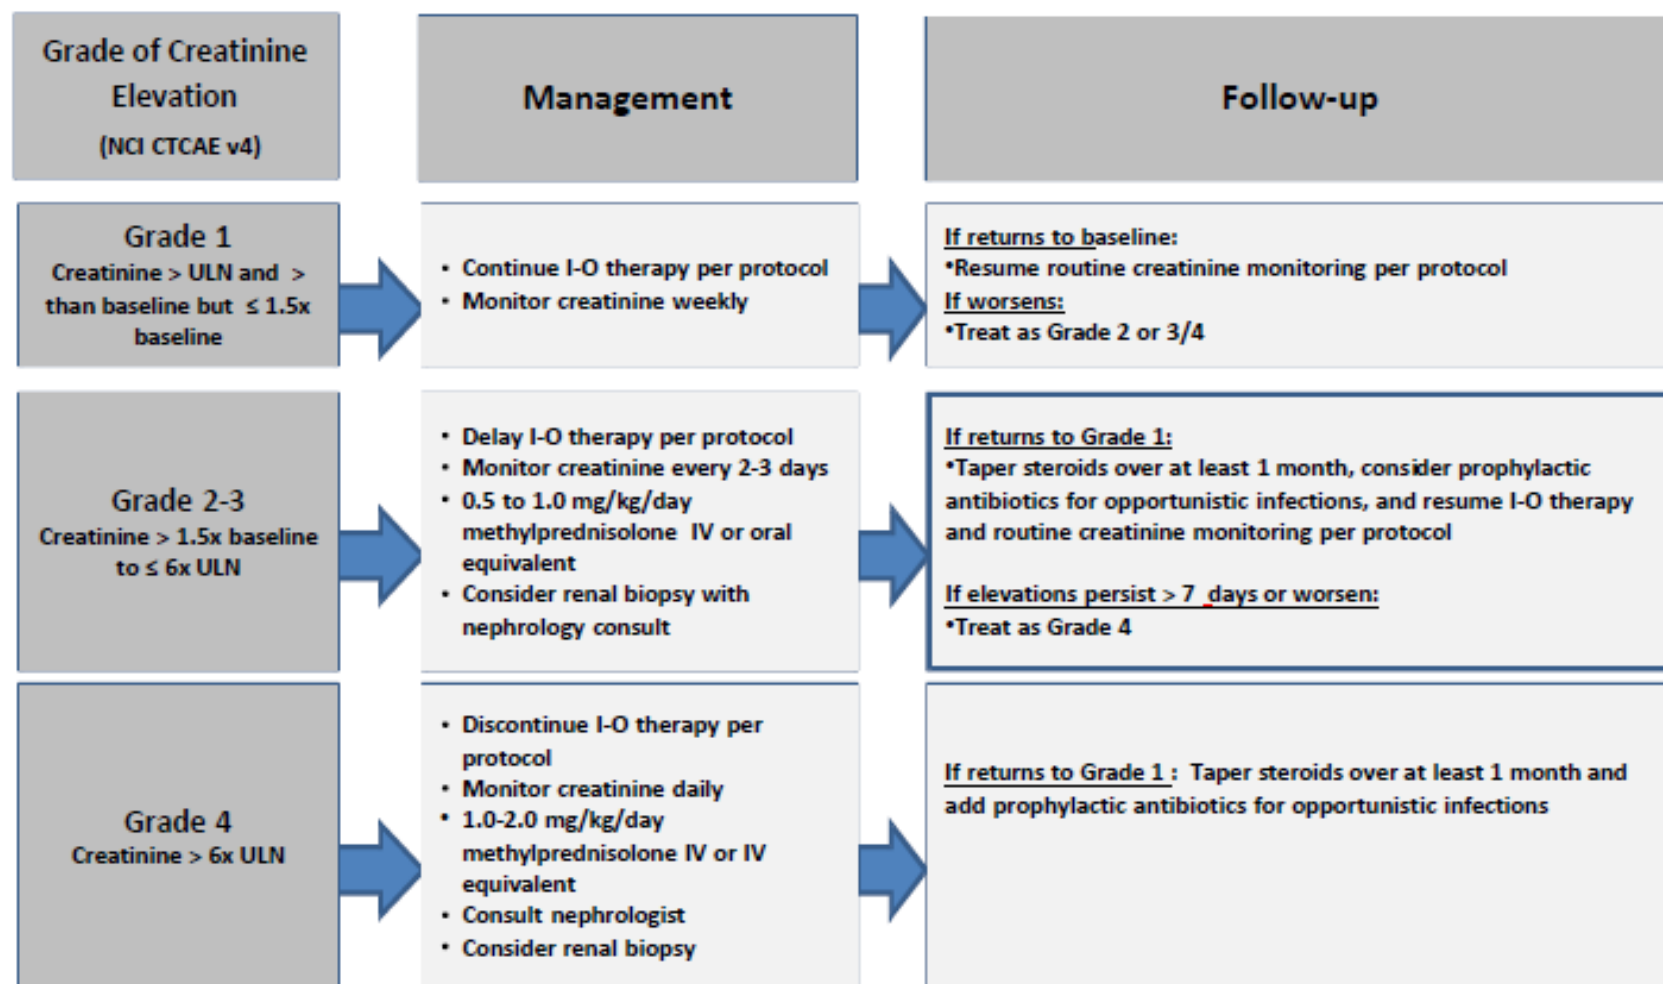 Grade of Creatinine
Elevation
(NCI CTCAE v4)
Management
Follow-up
Grade 1
Creatinine > ULN and >
than baseline but ≤ 1.5x
baseline
• Continue I-O therapy per protocol
• Monitor creatinine weekly
If returns to baseline:
•Resume routine creatinine monitoring per protocol
If worsens:
•Treat as Grade 2 or 3/4
Grade 2-3
Creatinine > 1.5x baseline
to ≤ 6x ULN
• Delay I-O therapy per protocol
• Monitor creatinine every 2-3 days
• 0.5 to 1.0 mg/kg/day
methylprednisolone IV or oral
equivalent
• Consider renal biopsy with
nephrology consult
If returns to Grade 1:
•Taper steroids over at least 1 month, consider prophylactic
antibiotics for opportunistic infections, and resume I-O therapy
and routine creatinine monitoring per protocol
If elevations persist > 7 days or worsen:
•Treat as Grade 4
Grade 4
Creatinine > 6x ULN
• Discontinue I-O therapy per
protocol
• Monitor creatinine daily
• 1.0-2.0 mg/kg/day
methylprednisolone IV or IV
equivalent
• Consult nephrologist
• Consider renal biopsy
If returns to Grade 1 : Taper steroids over at least 1 month and
add prophylactic antibiotics for opportunistic infections